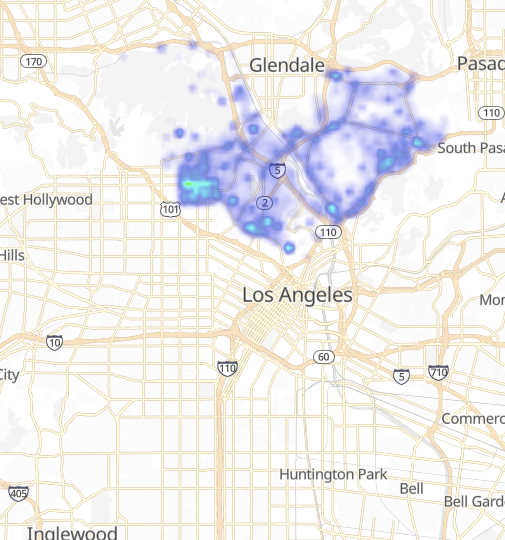 170
Glendale
Pasad
110
5
South Pasa
est Hollywood
101
2
110
Hills
Los Angeles
Mon
10
60
110
5
710
City
Commerc
Huntington Park
Bell
405
Bell Gard
Inglewood